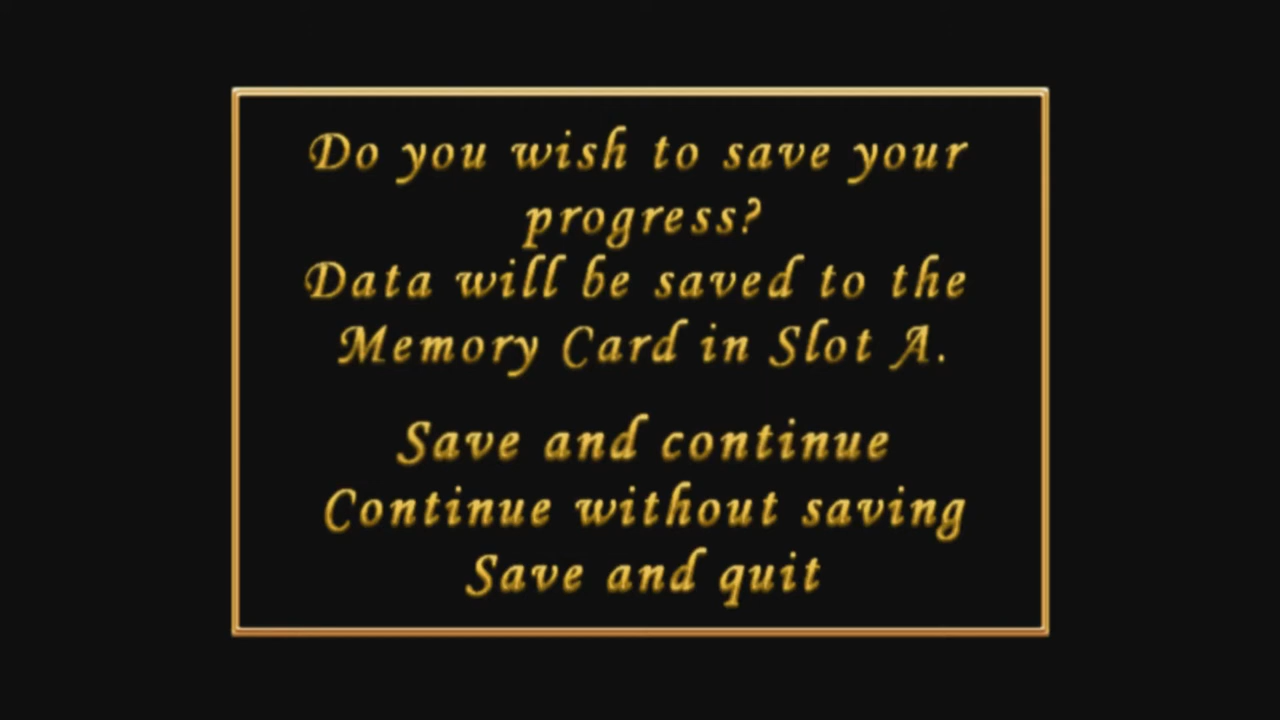 Do you wish to save your
progress?
Data will be saved to the
Memory Card in Slot A.
Save and continue
Continue without saving
Save and quit